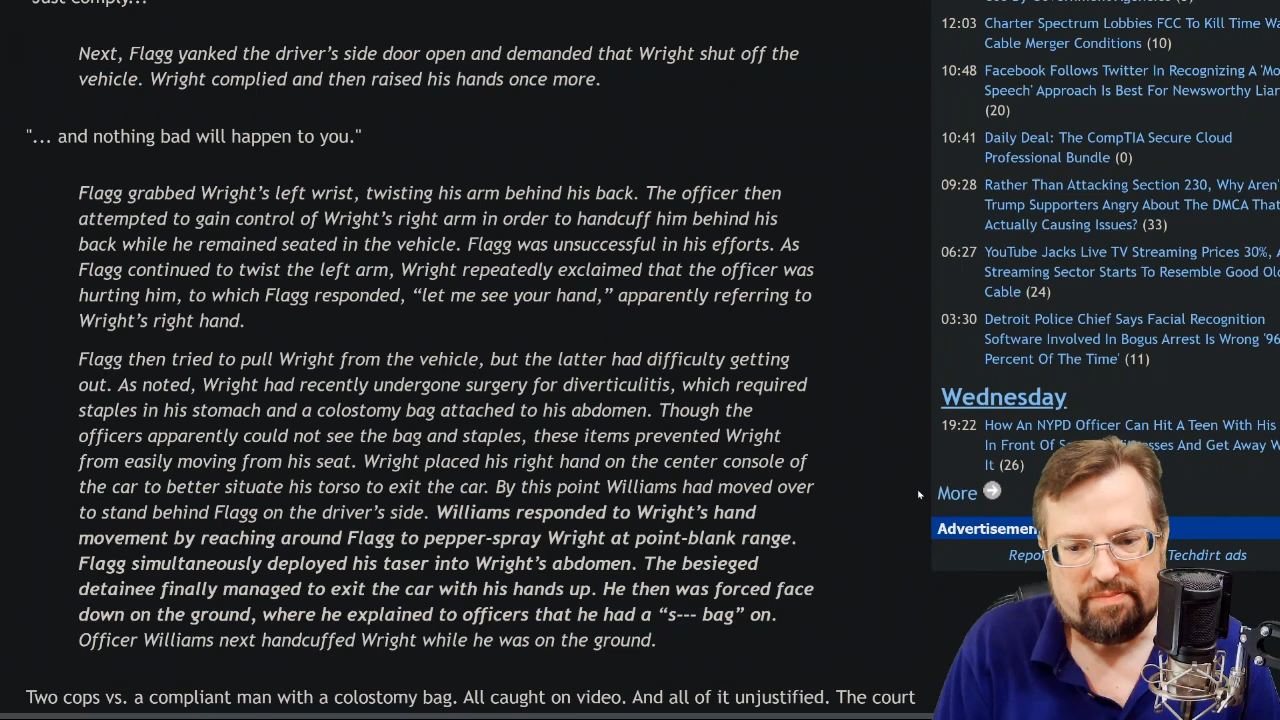 "Just comply...
Next, Flagg yanked the driver's side door open and demanded that Wright shut off the
vehicle. Wright complied and then raised his hands once more.
"... and nothing bad will happen to you."
Flagg grabbed Wright's left wrist, twisting his arm behind his back. The officer then
attempted to gain control of Wright's right arm in order to handcuff him behind his
back while he remained seated in the vehicle. Flagg was unsuccessful in his efforts. As
Flagg continued to twist the left arm, Wright repeatedly exclaimed that the officer was
hurting him, to which Flagg responded, “let me see your hand,” apparently referring to
Wright's right hand.
Flagg then tried to pull Wright from the vehicle, but the latter had difficulty getting
out. As noted, Wright had recently undergone surgery for diverticulitis, which required
staples in his stomach and a colostomy bag attached to his abdomen. Though the
officers apparently could not see the bag and staples, these items prevented Wright
from easily moving from his seat. Wright placed his right hand on the center console of
the car to better situate his torso to exit the car. By this point Williams had moved over
to stand behind Flagg on the driver's side. Williams responded to Wright's hand
movement by reaching around Flagg to pepper-spray Wright at point-blank range.
Flagg simultaneously deployed his taser into Wright's abdomen. The besieged
detainee finally managed to exit the car with his hands up. He then was forced face
down on the ground, where he explained to officers that he had a “s--- bag” on.
Officer Williams next handcuffed Wright while he was on the ground.
Two cops vs. a compliant man with a colostomy bag. All caught on video. And all of it unjustified. The court
12:03 Charter Spectrum Lobbies FCC To Kill Time
Cable Merger Conditions (10)
10:48 Facebook Follows Twitter In Recognizing A
Speech' Approach Is Best For Newsworthy
(20)
10:41 Daily Deal: The CompTIA Secure Cloud
Professional Bundle (0)
09:28 Rather Than Attacking Section 230, Why
Trump Supporters Angry About The DMCA
Actually Causing Issues? (33)
06:27 YouTube Jacks Live TV Streaming Prices 30%,
Streaming Sector Starts To Resemble Good
Cable (24)
03:30 Detroit Police Chief Says Facial Recognition
Software Involved In Bogus Arrest Is Wrong '96
Percent Of The Time' (11)
Wednesday
19:22 How An NYPD Officer Can Hit A Teen With His
In Front Of And Get Away
It (26)
More
Advertisement
Techdirt ads